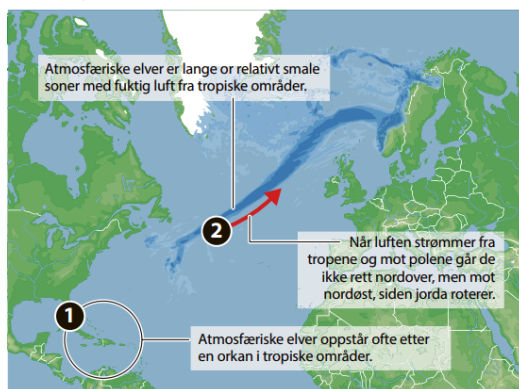 Atmosfæriske elver er lange or relativt smale
soner med fuktig luft fra tropiske områder.
2
Når luften strømmer fra
tropene og mot polene går de
ikke rett nordover, men mot
nordøst, siden jorda roterer.
1
Atmosfæriske elver oppstår ofte etter
en orkan i tropiske områder.